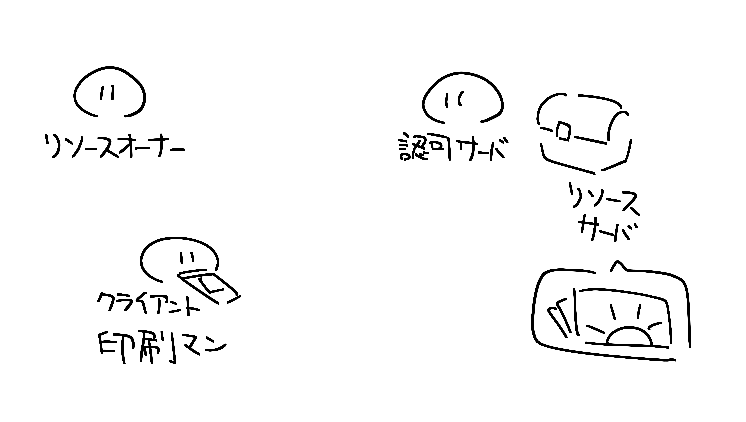 リソースオーナー
認可サーバ
リソース
サーバ
クライアント
印刷マン